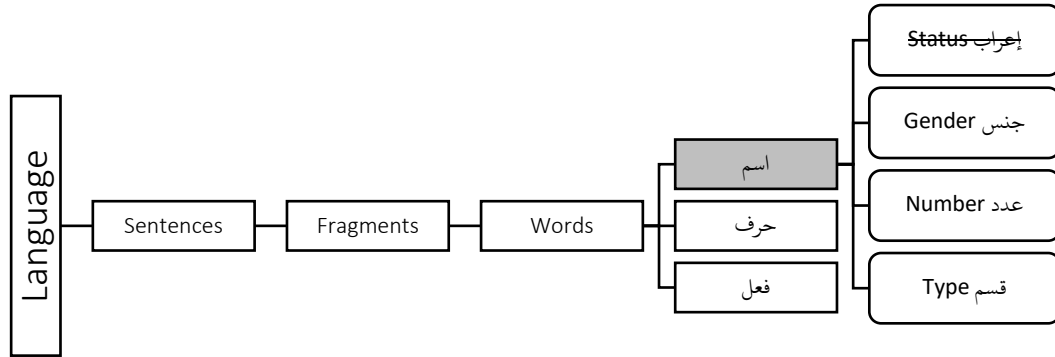 Language
Sentences
Fragments
Words
اسم
حرف
فعل
إعراب Status
جنس Gender
عدد Number
قسم Type